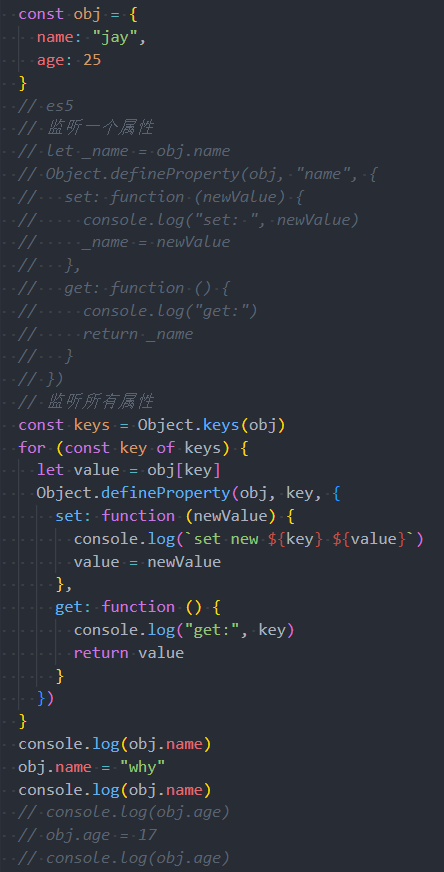 const obj = {
  name: "jay",
  age: 25
}
// es5
// 监听一个属性
// let _name = obj.name
// Object.defineProperty(obj, "name", {
//   set: function (newValue) {
//     console.log("set: ", newValue)
//     _name = newValue
//   },
//   get: function () {
//     console.log("get:")
//     return _name
//   }
// })
// 监听所有属性
const keys = Object.keys(obj)
for (const key of keys) {
  let value = obj[key]
  Object.defineProperty(obj, key, {
    set: function (newValue) {
      console.log(`set new ${key} ${value}`)
      value = newValue
    },
    get: function () {
      console.log("get:", key)
      return value
    }
  })
}
console.log(obj.name)
obj.name = "why"
console.log(obj.name)
// console.log(obj.age)
// obj.age = 17
// console.log(obj.age)